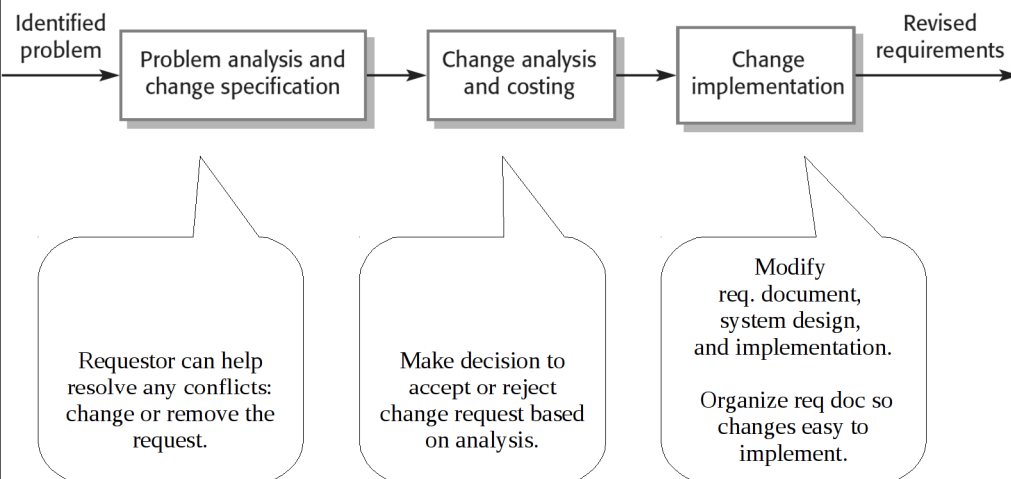 Identified
problem
Problem analysis and
change specification
Change analysis
and costing
Change
implementation
Revised
requirements
Requestor can help
resolve any conflicts:
change or remove the
request.
Make decision to
accept or reject
change request based
on analysis.
Modify
req. document,
system design,
and implementation.
Organize req doc so
changes easy to
implement.